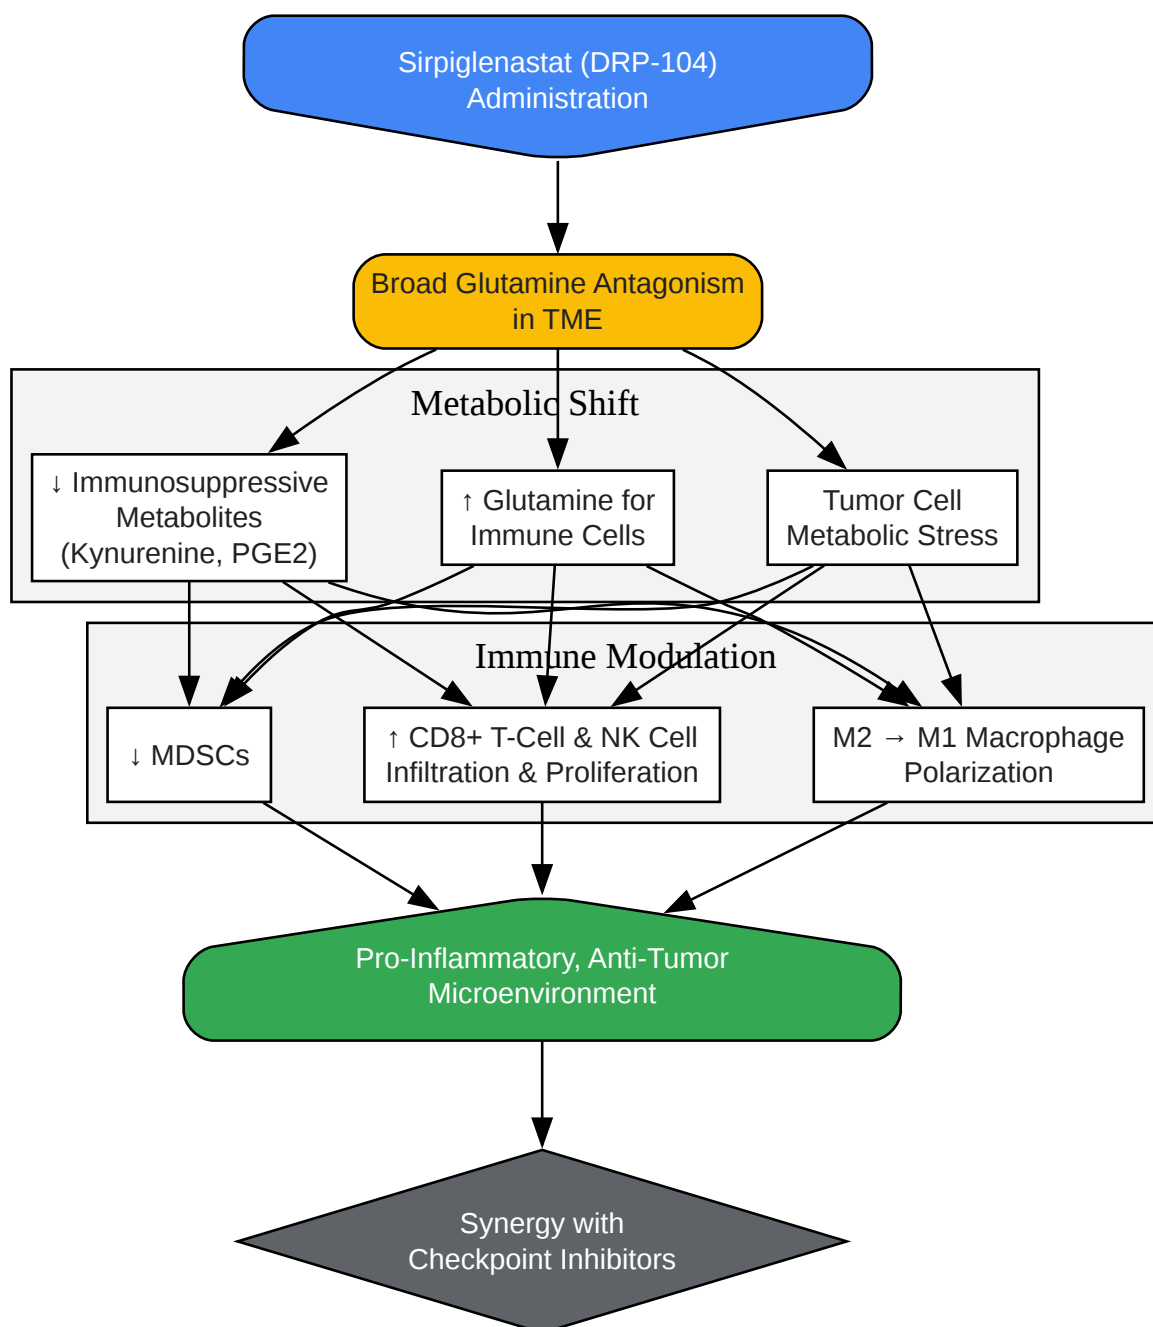 Sirpiglenastat (DRP-104)
Administration
Broad Glutamine Antagonism
in TME
Metabolic Shift
↓ Immunosuppressive
Metabolites
(Kynurenine, PGE2)
↑ Glutamine for
Immune Cells
Tumor Cell
Metabolic Stress
Immune Modulation
↓ MDSCs
↑ CD8+ T-Cell & NK Cell
Infiltration & Proliferation
M2 → M1 Macrophage
Polarization
Pro-Inflammatory, Anti-Tumor
Microenvironment
Synergy with
Checkpoint Inhibitors